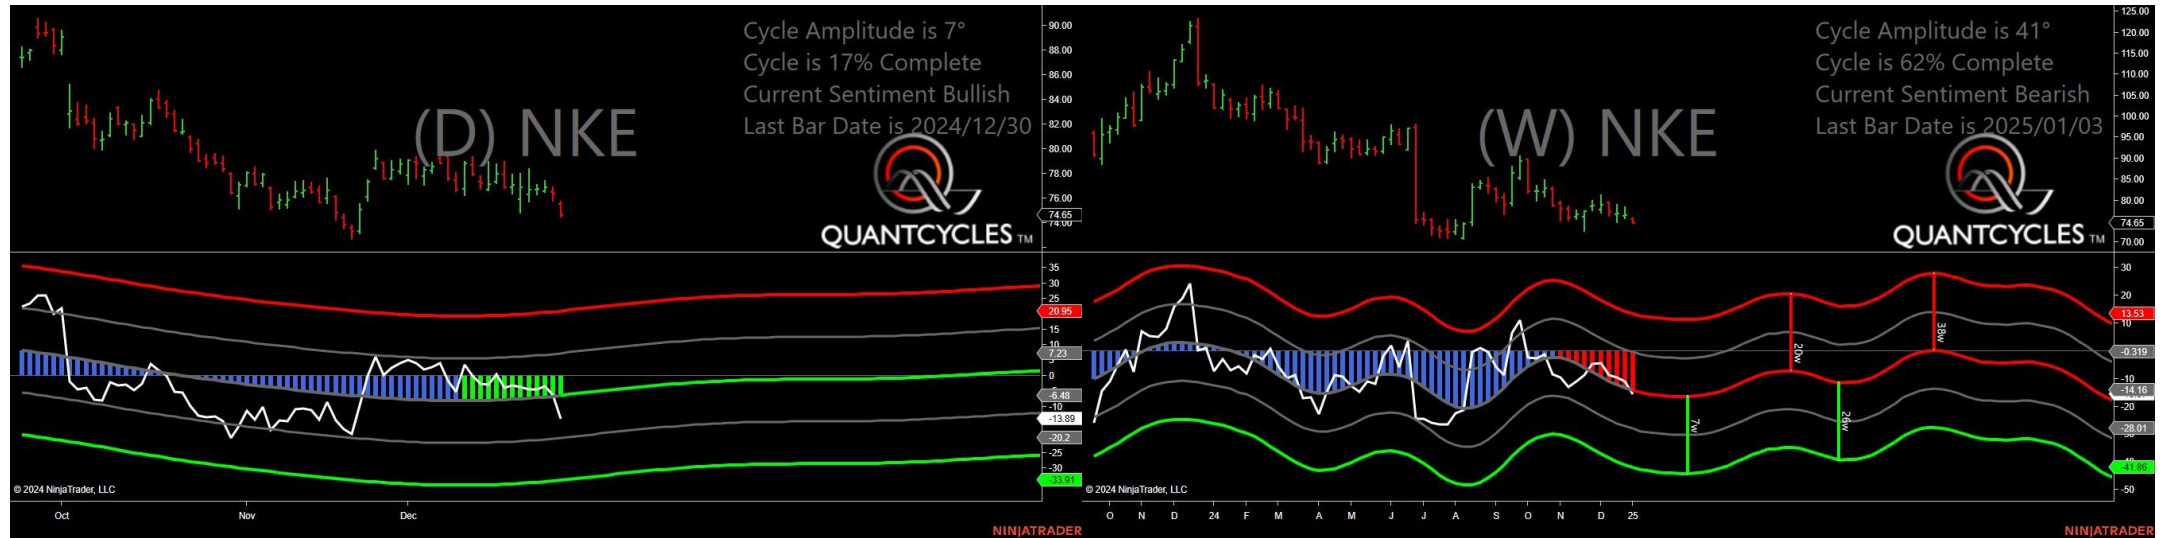 Cycle Amplitude is 7°
Cycle is 17% Complete
Current Sentiment Bullish
Last Bar Date is 2024/12/30
(D) NKE
QUANTCYCLES TM
90.00
88.00
86.00
84.00
82.00
80.00
78.00
76.00
74.65
74.00
35
30
25
20.95
15
10
7.23
0
-6.48
-10
-13.89
-20.2
-25
-30
-33.91
© 2024 NinjaTrader, LLC
Oct Nov Dec
NINJATRADER
Cycle Amplitude is 41°
Cycle is 62% Complete
Current Sentiment Bearish
Last Bar Date is 2025/01/03
(W) NKE
QUANTCYCLES TM
125.00
120.00
115.00
110.00
105.00
100.00
95.00
90.00
85.00
80.00
74.65
70.00
30
20
13.53
10
-0.319
-10
-14.16
-20
-28.01
-41.86
-50
7w
20w
26w
38w
© 2024 NinjaTrader, LLC
O N D 24 F M A M J J A S O N D 25
NINJATRADER